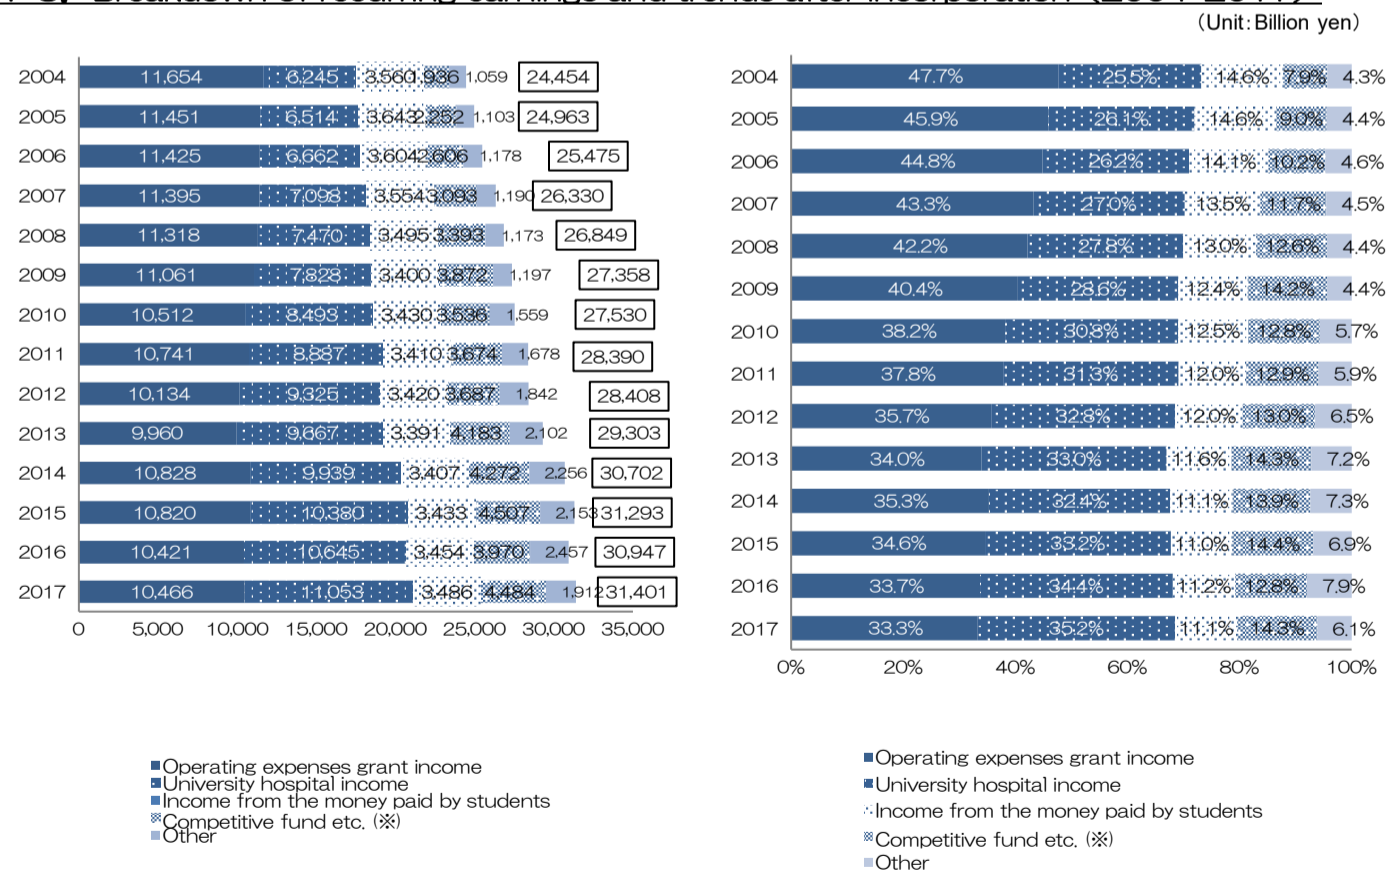 Breakdown of recurring earnings and trends after incorporation（2004-2017）
（Unit:Billion yen）
2004 11,654 6,245 3,560 1,936 1,059 24,454
2005 11,451 6,514 3,643 2,252 1,103 24,963
2006 11,425 6,662 3,604 2,606 1,178 25,475
2007 11,395 7,098 3,554 3,093 1,190 26,330
2008 11,318 7,470 3,495 3,393 1,173 26,849
2009 11,061 7,828 3,400 3,872 1,197 27,358
2010 10,512 8,493 3,430 3,536 1,559 27,530
2011 10,741 8,887 3,410 3,674 1,678 28,390
2012 10,134 9,325 3,420 3,687 1,842 28,408
2013 9,960 9,667 3,391 4,183 2,102 29,303
2014 10,828 9,939 3,407 4,272 2,256 30,702
2015 10,820 10,380 3,433 4,507 2,153 31,293
2016 10,421 10,645 3,454 3,970 2,457 30,947
2017 10,466 11,053 3,486 4,484 1,912 31,401
0 5,000 10,000 15,000 20,000 25,000 30,000 35,000
Operating expenses grant income
University hospital income
Income from the money paid by students
Competitive fund etc. (※)
Other
2004 47.7% 25.5% 14.6% 7.9% 4.3%
2005 45.9% 26.1% 14.6% 9.0% 4.4%
2006 44.8% 26.2% 14.1% 10.2% 4.6%
2007 43.3% 27.0% 13.5% 11.7% 4.5%
2008 42.2% 27.8% 13.0% 12.6% 4.4%
2009 40.4% 28.6% 12.4% 14.2% 4.4%
2010 38.2% 30.8% 12.5% 12.8% 5.7%
2011 37.8% 31.3% 12.0% 12.9% 5.9%
2012 35.7% 32.8% 12.0% 13.0% 6.5%
2013 34.0% 33.0% 11.6% 14.3% 7.2%
2014 35.3% 32.4% 11.1% 13.9% 7.3%
2015 34.6% 33.2% 11.0% 14.4% 6.9%
2016 33.7% 34.4% 11.2% 12.8% 7.9%
2017 33.3% 35.2% 11.1% 14.3% 6.1%
0% 20% 40% 60% 80% 100%
Operating expenses grant income
University hospital income
Income from the money paid by students
Competitive fund etc. (※)
Other